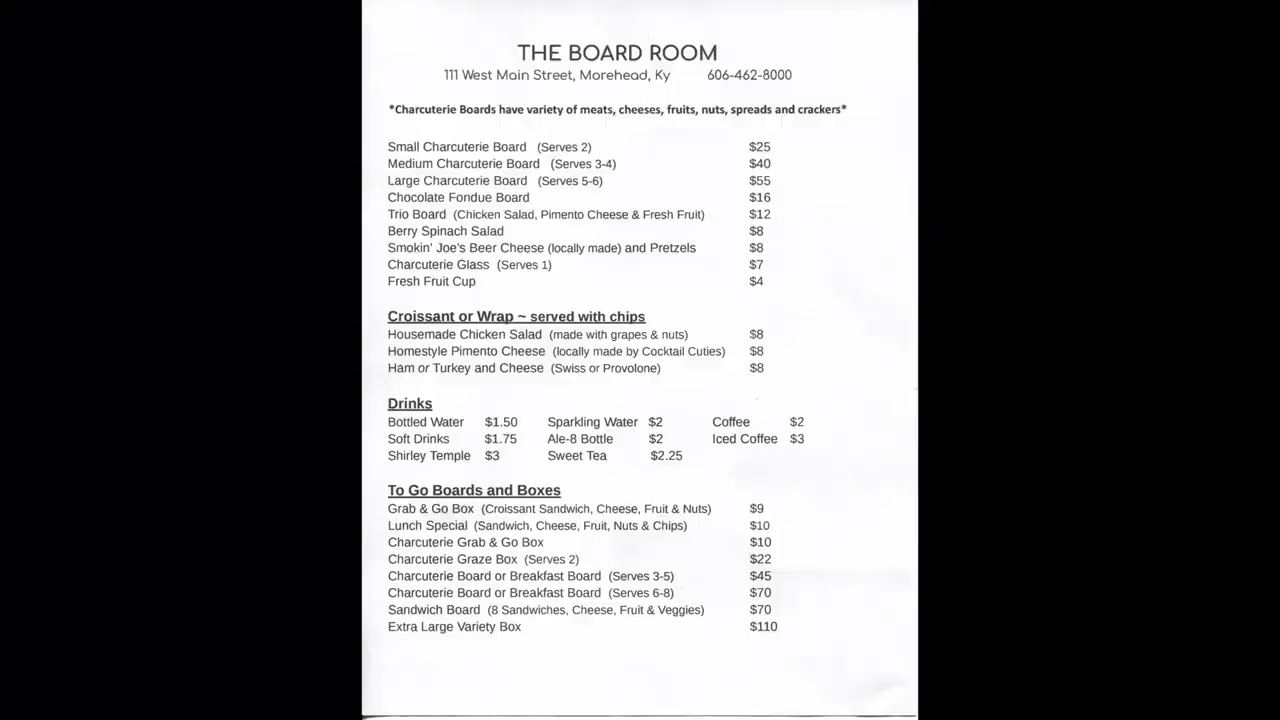 THE BOARD ROOM
111 West Main Street, Morehead, Ky 606-462-8000
*Charcuterie Boards have variety of meats, cheeses, fruits, nuts, spreads and crackers*
Small Charcuterie Board (Serves 2) $25
Medium Charcuterie Board (Serves 3-4) $40
Large Charcuterie Board (Serves 5-6) $55
Chocolate Fondue Board $16
Trio Board (Chicken Salad, Pimento Cheese & Fresh Fruit) $12
Berry Spinach Salad $8
Smokin' Joe's Beer Cheese (locally made) and Pretzels $8
Charcuterie Glass (Serves 1) $7
Fresh Fruit Cup $4
Croissant or Wrap ~ served with chips
Housemade Chicken Salad (made with grapes & nuts) $8
Homestyle Pimento Cheese (locally made by Cocktail Cuties) $8
Ham or Turkey and Cheese (Swiss or Provolone) $8
Drinks
Bottled Water $1.50 Sparkling Water $2 Coffee $2
Soft Drinks $1.75 Ale-8 Bottle $2 Iced Coffee $3
Shirley Temple $3 Sweet Tea $2.25
To Go Boards and Boxes
Grab & Go Box (Croissant Sandwich, Cheese, Fruit & Nuts) $9
Lunch Special (Sandwich, Cheese, Fruit, Nuts & Chips) $10
Charcuterie Grab & Go Box $10
Charcuterie Graze Box (Serves 2) $22
Charcuterie Board or Breakfast Board (Serves 3-5) $45
Charcuterie Board or Breakfast Board (Serves 6-8) $70
Sandwich Board (8 Sandwiches, Cheese, Fruit & Veggies) $70
Extra Large Variety Box $110